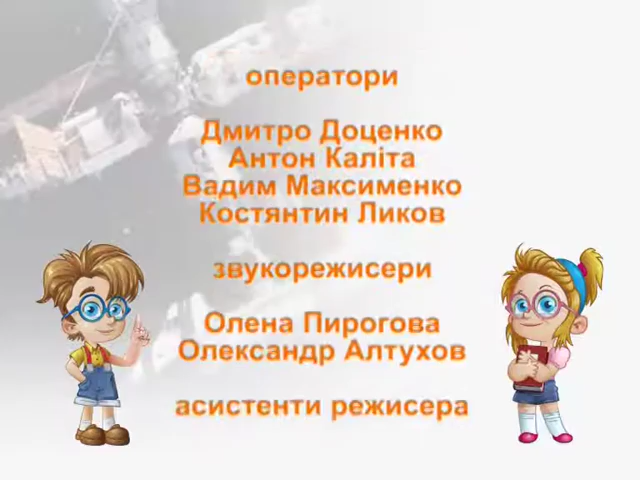 оператори
Дмитро Доценко
Антон Каліта
Вадим Максименко
Костянтин Ликов
звукорежисери
Олена Пирогова
Олександр Алтухов
асистенти режисера